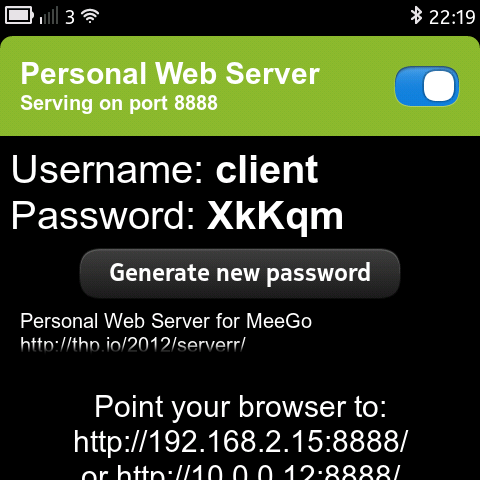 3 22:19
Personal Web Server
Serving on port 8888
Username: client
Password: XkKqm
Generate new password
Personal Web Server for MeeGo
http://thp.io/2012/serverr/
Point your browser to:
http://192.168.2.15:8888/
or http://10.0.0.12:8888/